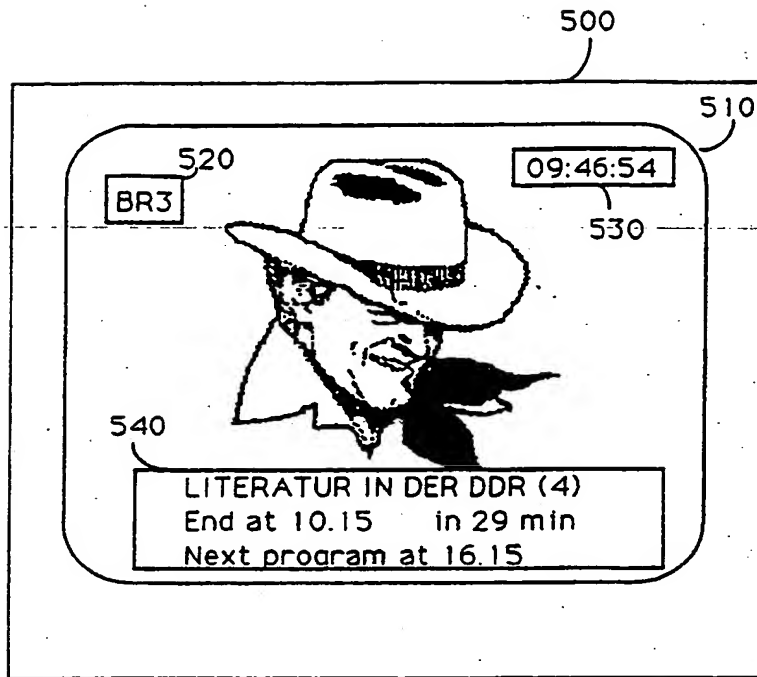 500
510
520
BR3
09:46:54
530
540
LITERATUR IN DER DDR (4)
End at 10.15 in 29 min
Next program at 16.15